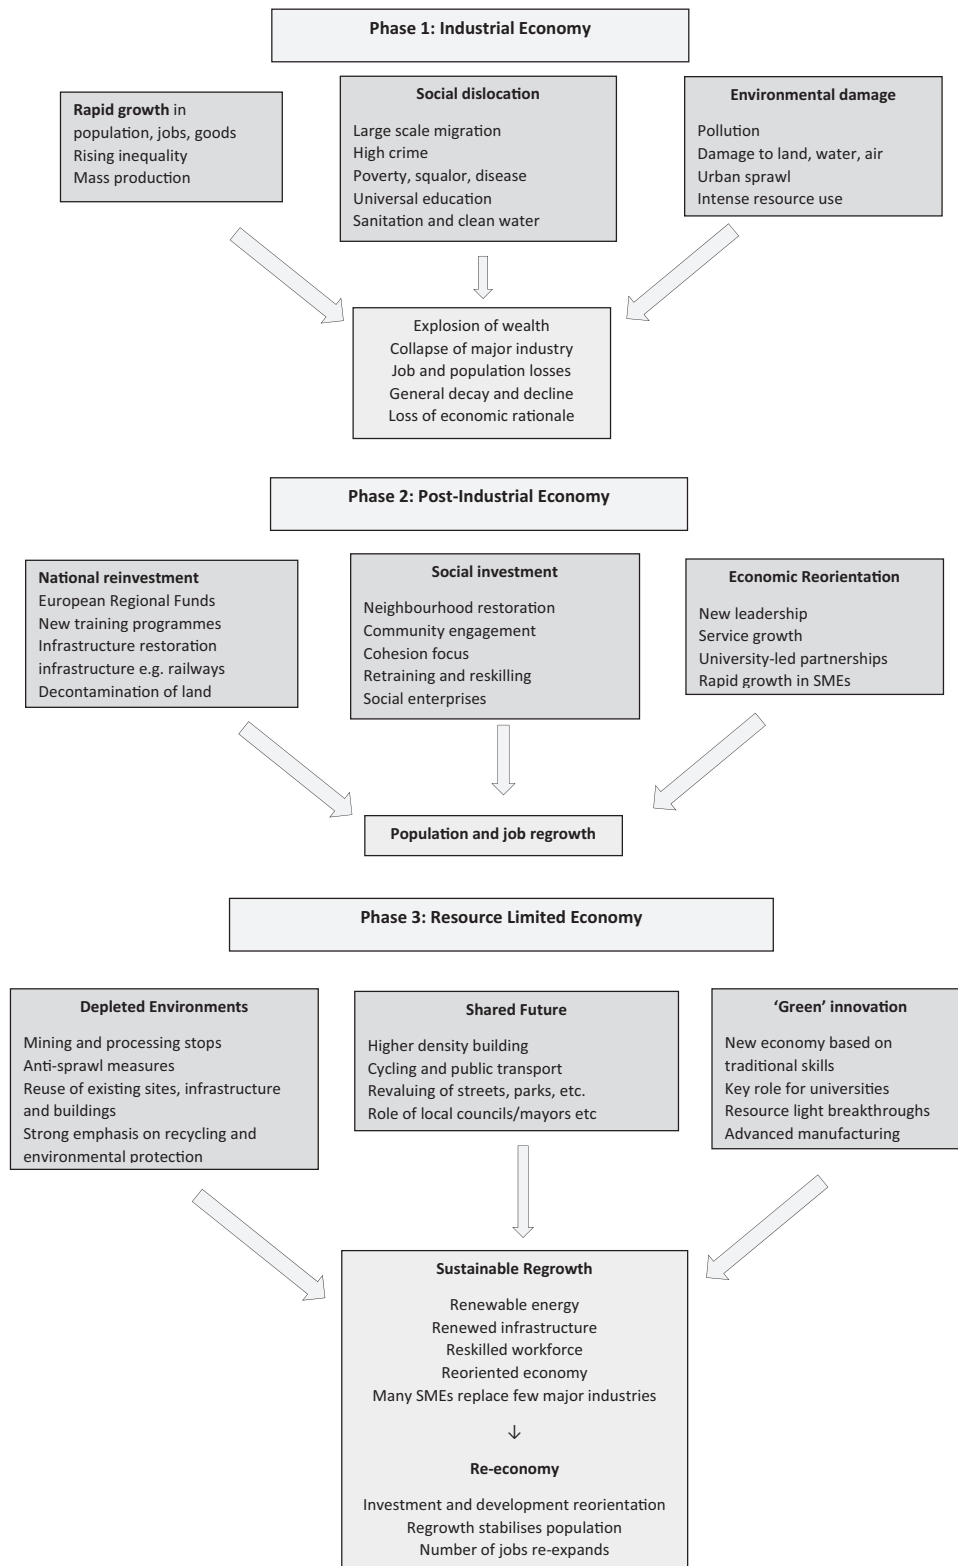 Phase 1: Industrial Economy
Rapid growth in
population, jobs, goods
Rising inequality
Mass production
Social dislocation
Large scale migration
High crime
Poverty, squalor, disease
Universal education
Sanitation and clean water
Environmental damage
Pollution
Damage to land, water, air
Urban sprawl
Intense resource use
Explosion of wealth
Collapse of major industry
Job and population losses
General decay and decline
Loss of economic rationale
Phase 2: Post-Industrial Economy
National reinvestment
European Regional Funds
New training programmes
Infrastructure restoration
infrastructure e.g. railways
Decontamination of land
Social investment
Neighbourhood restoration
Community engagement
Cohesion focus
Retraining and reskilling
Social enterprises
Economic Reorientation
New leadership
Service growth
University-led partnerships
Rapid growth in SMEs
Population and job regrowth
Phase 3: Resource Limited Economy
Depleted Environments
Mining and processing stops
Anti-sprawl measures
Reuse of existing sites, infrastructure
and buildings
Strong emphasis on recycling and
environmental protection
Shared Future
Higher density building
Cycling and public transport
Revaluing of streets, parks, etc.
Role of local councils/mayors etc
‘Green’ innovation
New economy based on
traditional skills
Key role for universities
Resource light breakthroughs
Advanced manufacturing
Sustainable Regrowth
Renewable energy
Renewed infrastructure
Reskilled workforce
Reoriented economy
Many SMEs replace few major industries
↓
Re-economy
Investment and development reorientation
Regrowth stabilises population
Number of jobs re-expands